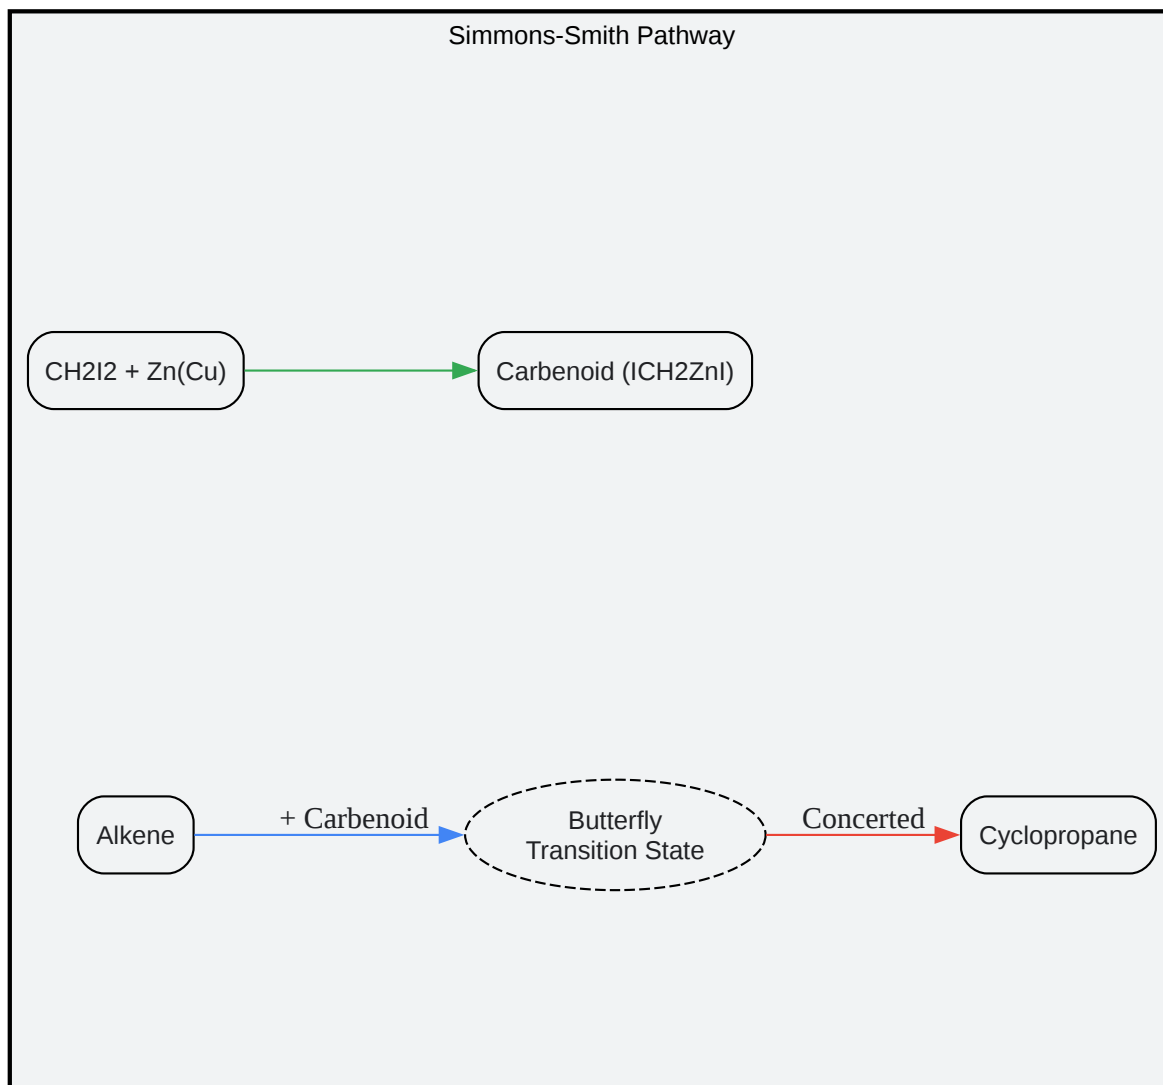 Simmons-Smith Pathway
CH2I2 + Zn(Cu)
Carbenoid (ICH2ZnI)
Alkene
+ Carbenoid
Butterfly
Transition State
Concerted
Cyclopropane